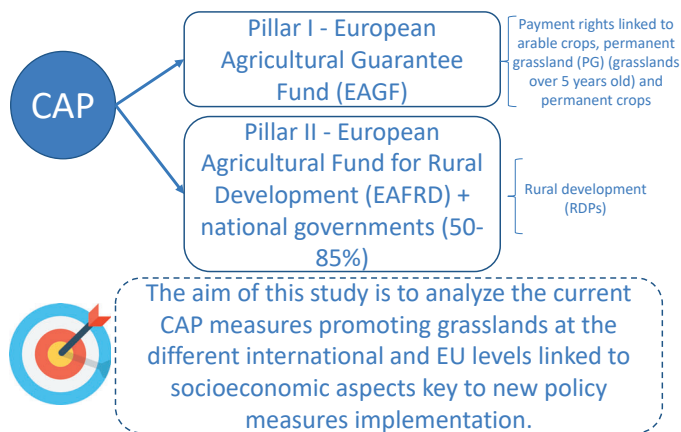 CAP
Pillar I - European
Agricultural Guarantee
Fund (EAGF)
Payment rights linked to
arable crops, permanent
grassland (PG) (grasslands
over 5 years old) and
permanent crops
Pillar II - European
Agricultural Fund for Rural
Development (EAFRD) +
national governments (50-
85%)
Rural development
(RDPs)
The aim of this study is to analyze the current
CAP measures promoting grasslands at the
different international and EU levels linked to
socioeconomic aspects key to new policy
measures implementation.